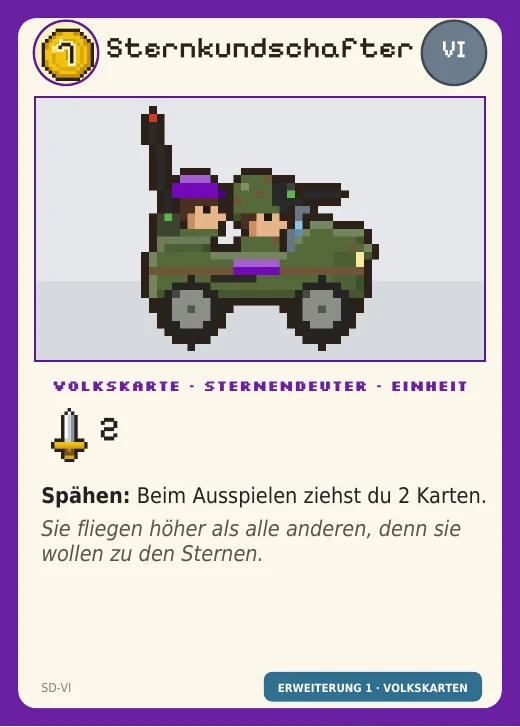 7 Sternkundschafter VI
VOLKSKARTE - STERNENDEUTER - EINHEIT
2
Spähen: Beim Ausspielen ziehst du 2 Karten.
Sie fliegen höher als alle anderen, denn sie
wollen zu den Sternen.
SD-VI
ERWEITERUNG 1 · VOLKSKARTEN